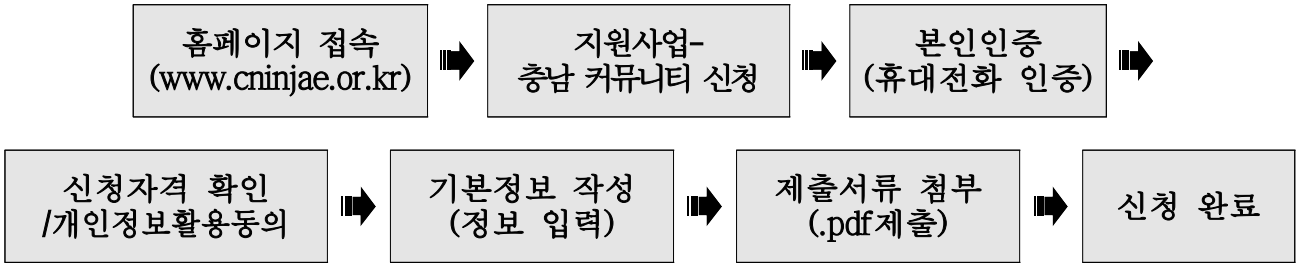 홈페이지 접속
(www.cninjae.or.kr)
지원사업-
충남 커뮤니티 신청
본인인증
(휴대전화 인증)
신청자격 확인
/개인정보활용동의
기본정보 작성
(정보 입력)
제출서류 첨부
(.pdf제출)
신청 완료